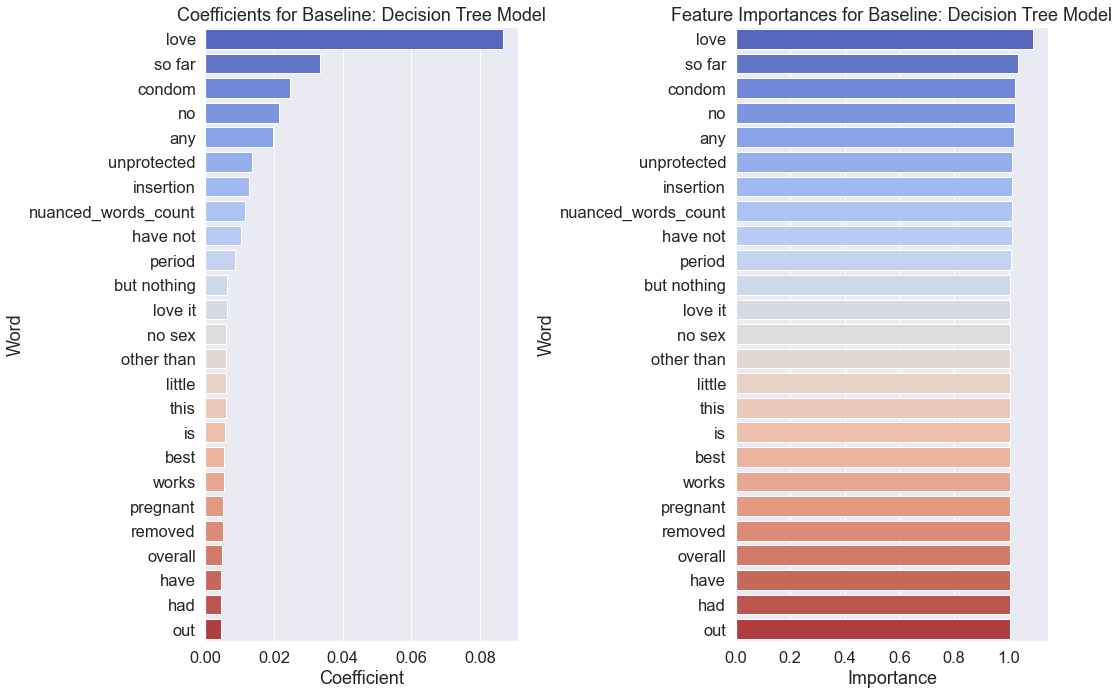 Coefficients for Baseline: Decision Tree Model
love
so far
condom
no
any
unprotected
insertion
nuanced_words_count
have not
period
but nothing
love it
no sex
other than
little
this
is
best
works
pregnant
removed
overall
have
had
out
Word
0.00 0.02 0.04 0.06 0.08
Coefficient
Feature Importances for Baseline: Decision Tree Model
love
so far
condom
no
any
unprotected
insertion
nuanced_words_count
have not
period
but nothing
love it
no sex
other than
little
this
is
best
works
pregnant
removed
overall
have
had
out
Word
0.0 0.2 0.4 0.6 0.8 1.0
Importance